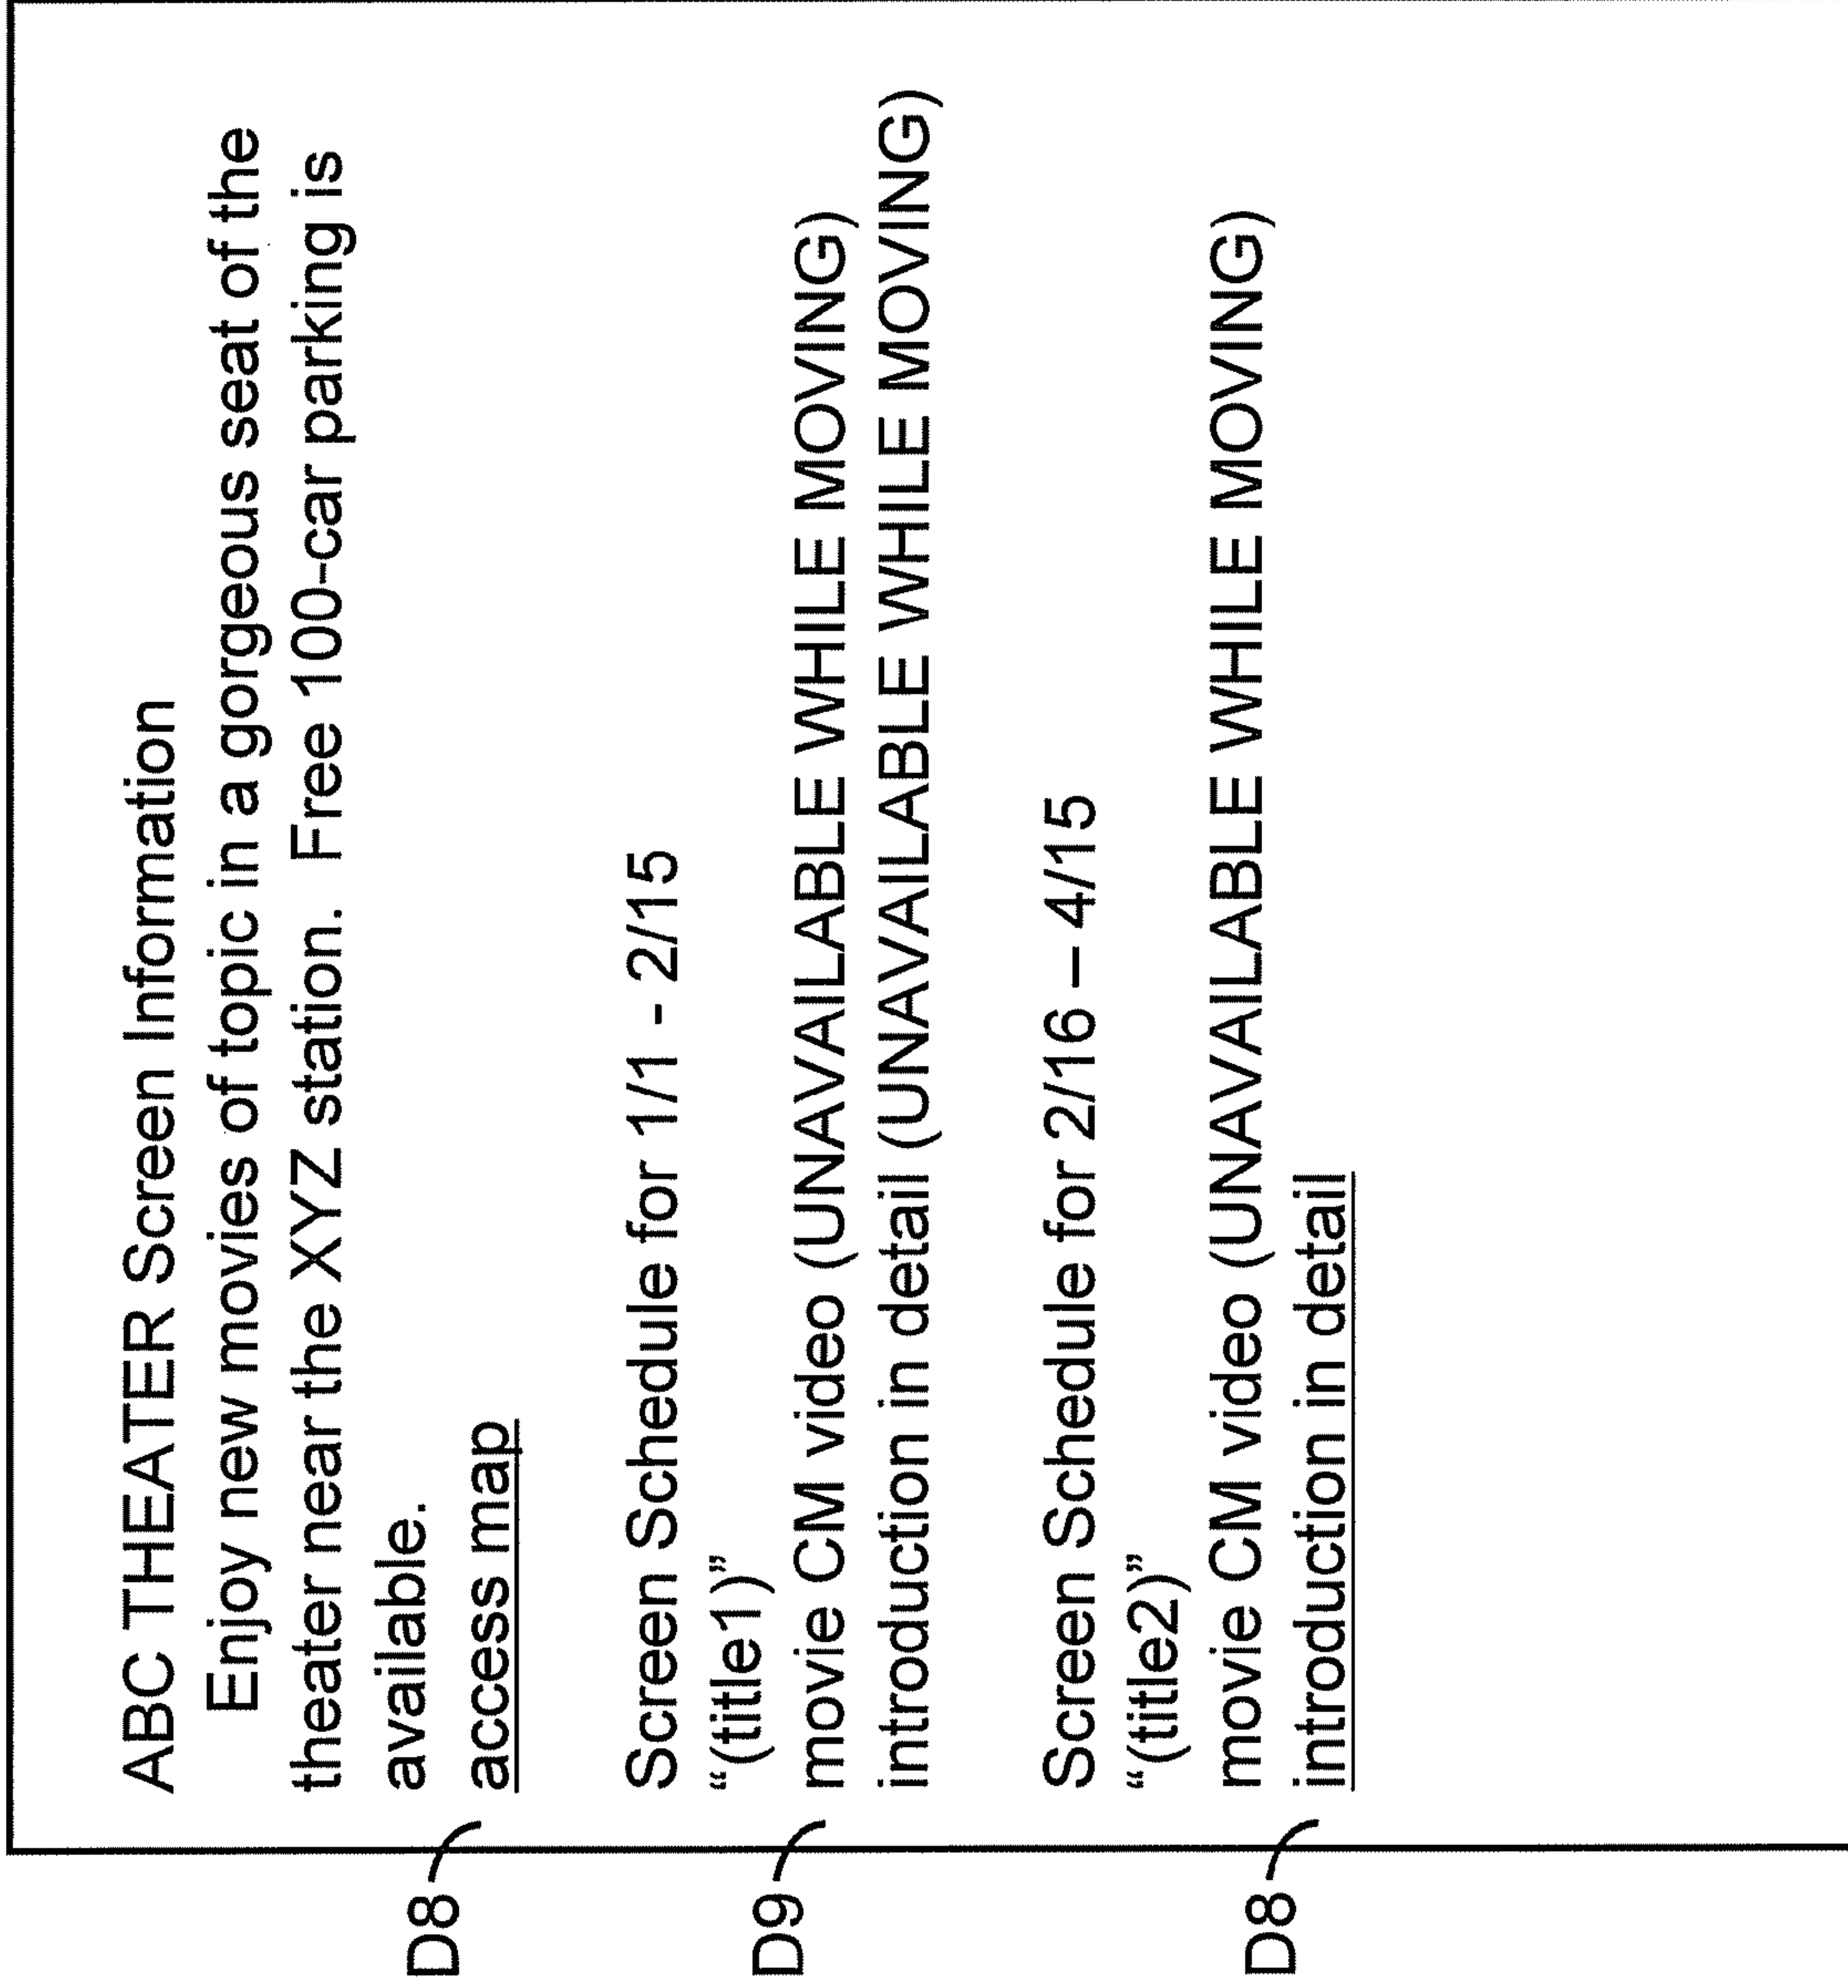 ABC THEATER Screen Information
Enjoy new movies of topic in a gorgeous seat of the
theater near the XYZ station. Free 100-car parking is
available.
D8
access map
Screen Schedule for 1/1 - 2/15
“(title1)”
D9
movie CM video (UNAVAILABLE WHILE MOVING)
introduction in detail (UNAVAILABLE WHILE MOVING)
Screen Schedule for 2/16 – 4/15
“(title2)”
movie CM video (UNAVAILABLE WHILE MOVING)
D8
introduction in detail